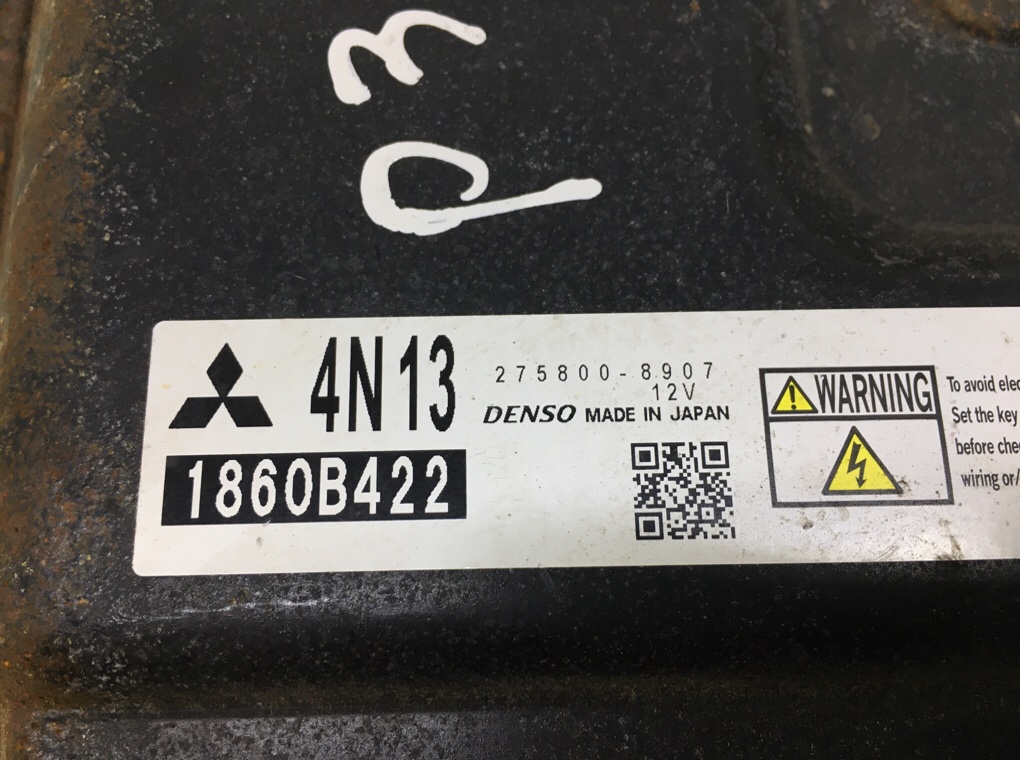 4N13
1860B422
275800-8907
12V
DENSO MADE IN JAPAN
WARNING
To avoid elec
Set the key
before chec
wiring or/